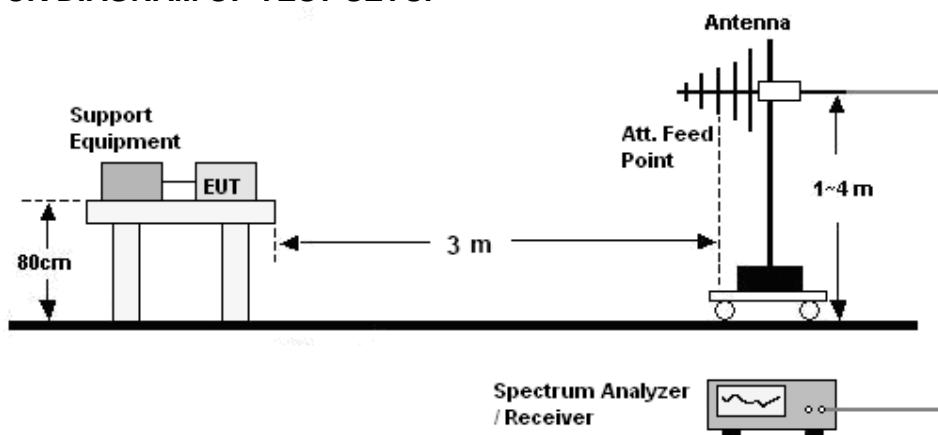 Antenna
Support
Equipment
Att. Feed
Point
EUT
1~4 m
3 m
80cm
Spectrum Analyzer
/ Receiver